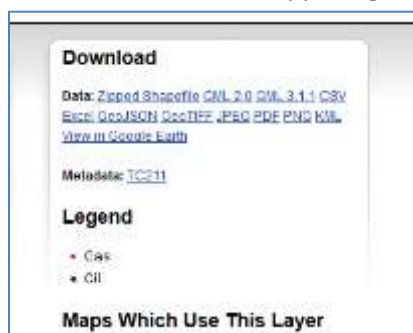 Download
Data: Zipped Shapefile GML 2.0 GML 3.1.1 CSV
Excel GeoJSON GeoTIFF JPEG PDF PNG KML
View in Google Earth
Metadata: TC211
Legend
• Gas
• Oil
Maps Which Use This Layer